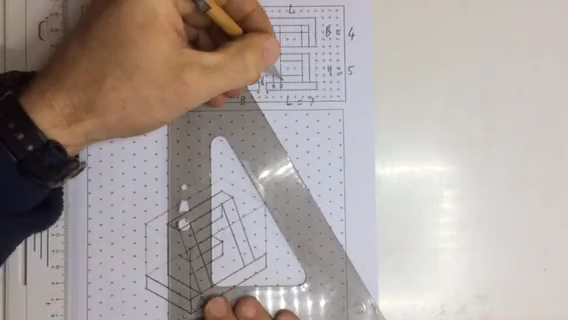 L
B = 4
H = 5
B L = 7